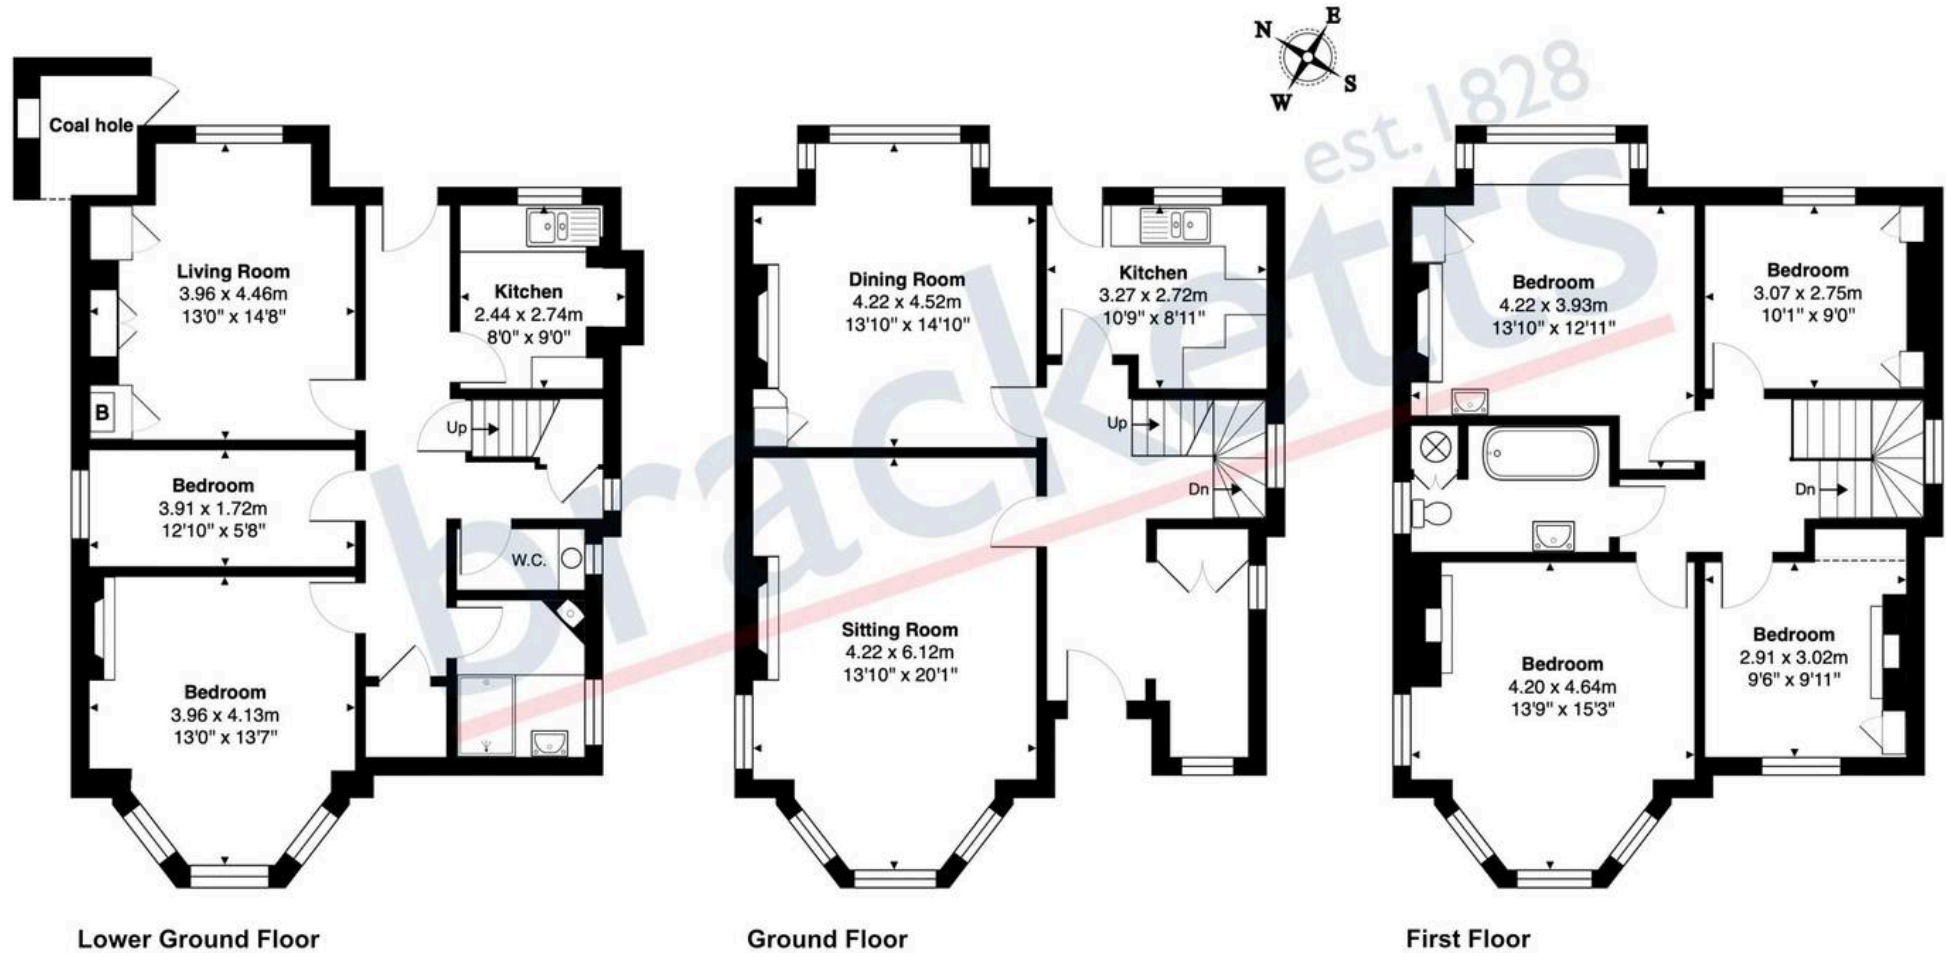 N
E
S
W
est. 1828
bracketts
Coal hole
Living Room
3.96 x 4.46m
13'0" x 14'8"
Kitchen
2.44 x 2.74m
8'0" x 9'0"
B
Up
Bedroom
3.91 x 1.72m
12'10" x 5'8"
W.C.
Bedroom
3.96 x 4.13m
13'0" x 13'7"
Lower Ground Floor
Dining Room
4.22 x 4.52m
13'10" x 14'10"
Kitchen
3.27 x 2.72m
10'9" x 8'11"
Up
Dn
Sitting Room
4.22 x 6.12m
13'10" x 20'1"
Ground Floor
Bedroom
4.22 x 3.93m
13'10" x 12'11"
Bedroom
3.07 x 2.75m
10'1" x 9'0"
Dn
Bedroom
4.20 x 4.64m
13'9" x 15'3"
Bedroom
2.91 x 3.02m
9'6" x 9'11"
First Floor